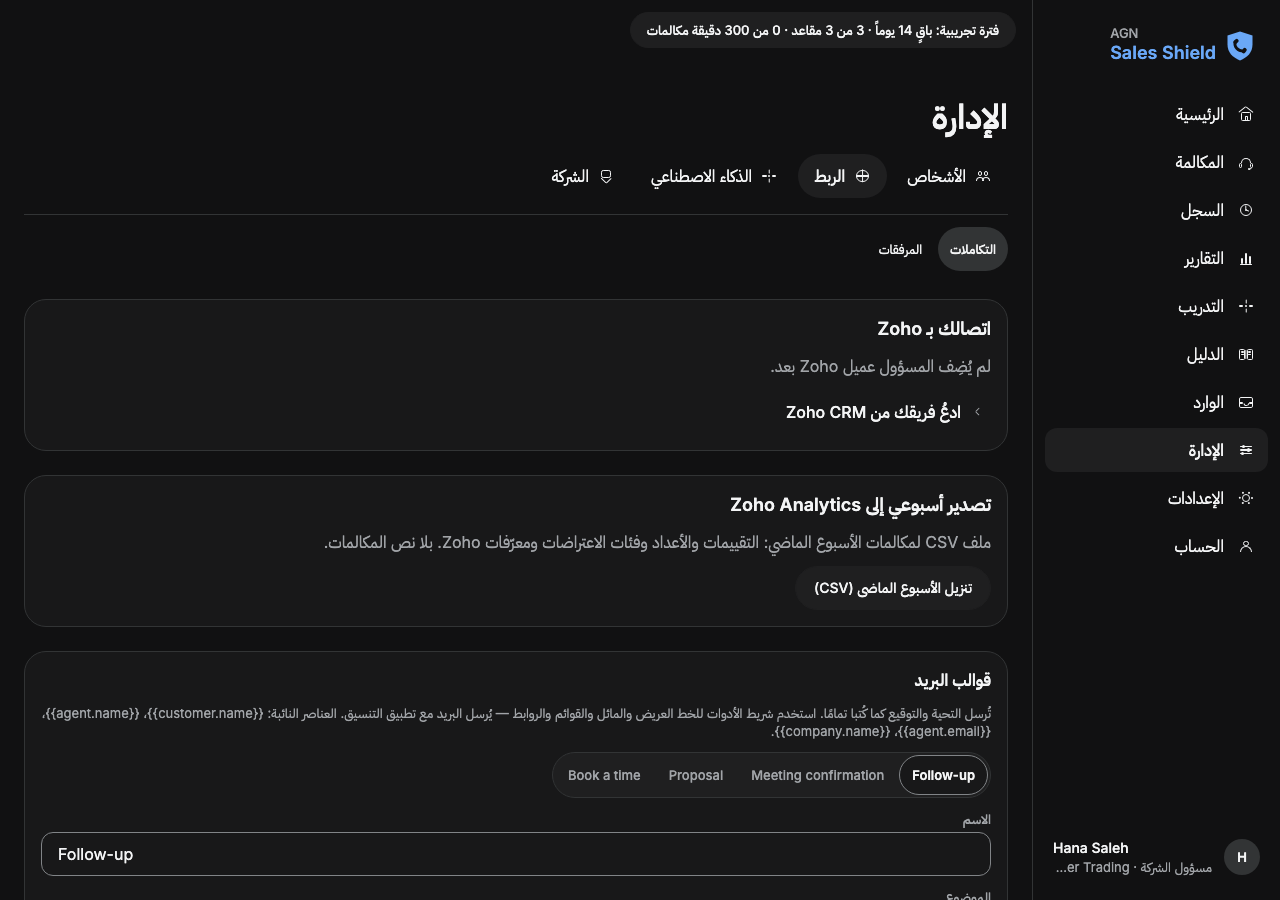 AGN
Sales Shield
الرئيسية
المكالمة
السجل
التقارير
التدريب
الدليل
الوارد
الإدارة
الإعدادات
الحساب
Hana Saleh
مسؤول الشركة · er Trading...
H
فترة تجريبية: باقٍ 14 يوماً · 3 من 3 مقاعد · 0 من 300 دقيقة مكالمات
الإدارة
الأشخاص
الربط
الذكاء الاصطناعي
الشركة
التكاملات
المرفقات
اتصالك بـ Zoho
لم يُضِف المسؤول عميل Zoho بعد.
ادعُ فريقك من Zoho CRM
تصدير أسبوعي إلى Zoho Analytics
ملف CSV لمكالمات الأسبوع الماضي: التقييمات والأعداد وفئات الاعتراضات ومعرّفات Zoho. بلا نص المكالمات.
تنزيل الأسبوع الماضي (CSV)
قوالب البريد
تُرسل التحية والتوقيع كما كُتبا تمامًا. استخدم شريط الأدوات للخط العريض والمائل والقوائم والروابط — يُرسل البريد مع تطبيق التنسيق. العناصر النائبة: {{customer.name}}، {{agent.name}}،
{{agent.email}}، {{company.name}}.
Follow-up
Meeting confirmation
Proposal
Book a time
الاسم
Follow-up
الموضوع